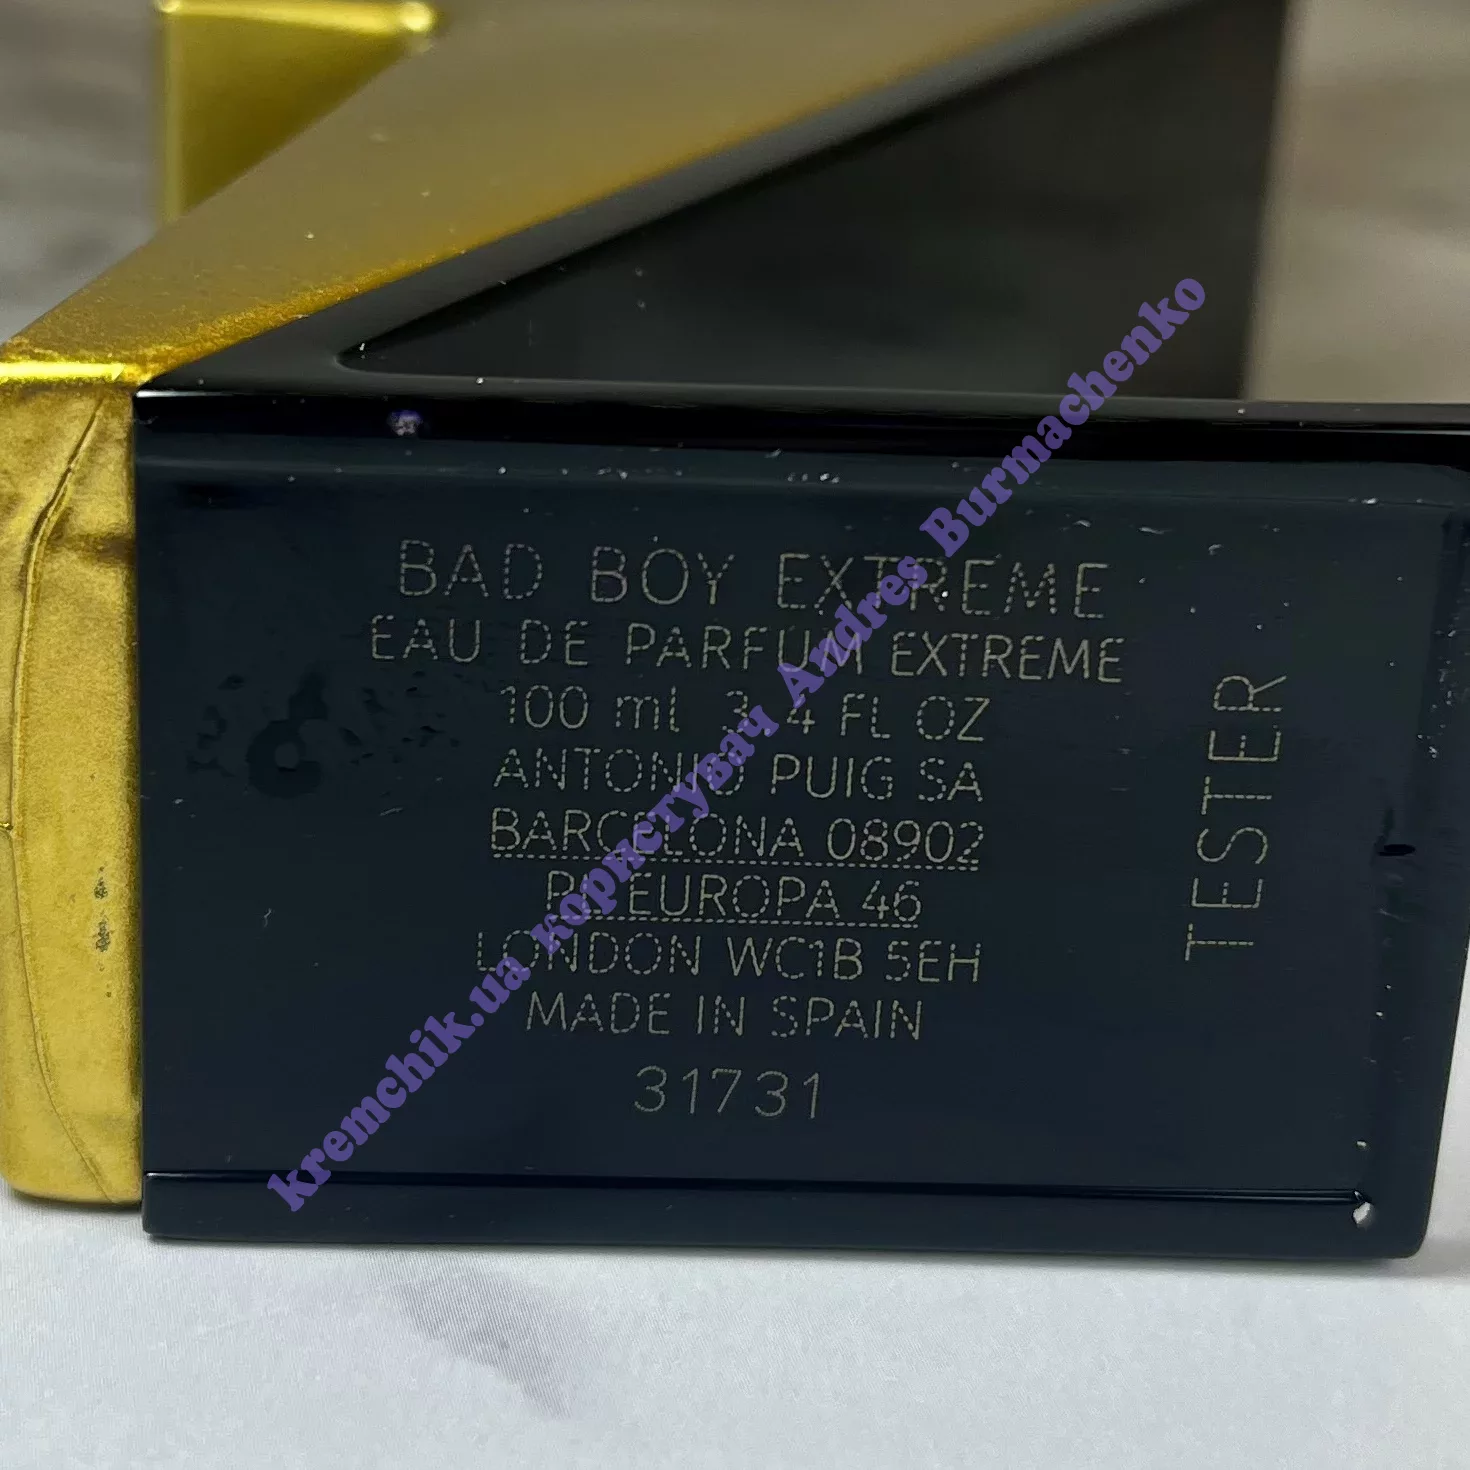 BAD BOY EXTREME
EAU DE PARFUM EXTREME
100 ml 3.4 FL OZ
ANTONIO PUIG SA
BARCELONA 08902
PL EUROPA 46
LONDON WC1B 5EH
MADE IN SPAIN
31731
TESTER
kremchik.ua користувач Andres Burmachenko